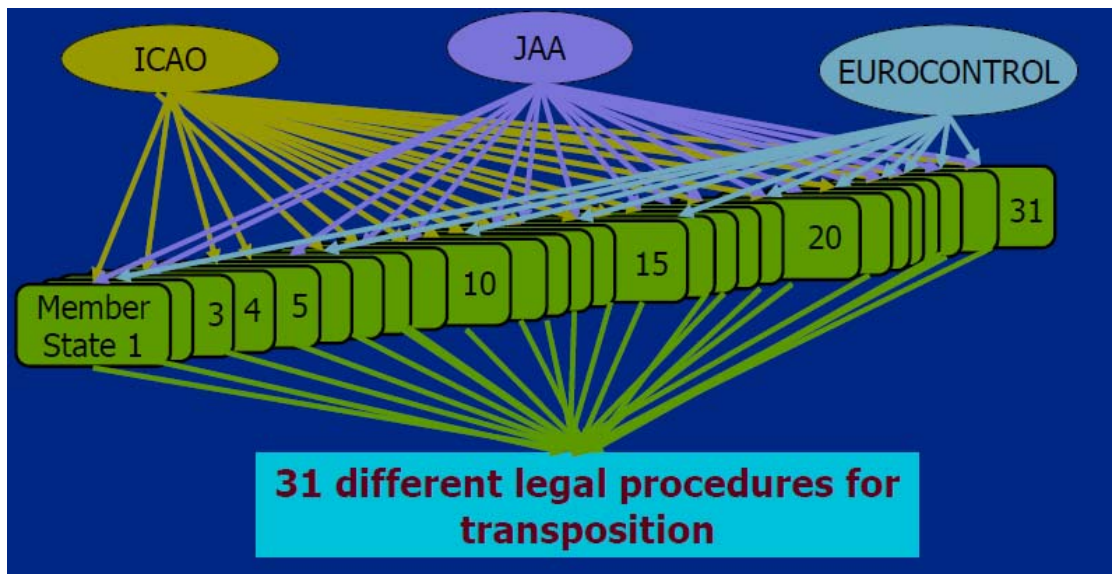 ICAO
JAA
EUROCONTROL
Member
State 1
3
4
5
10
15
20
31
31 different legal procedures for
transposition